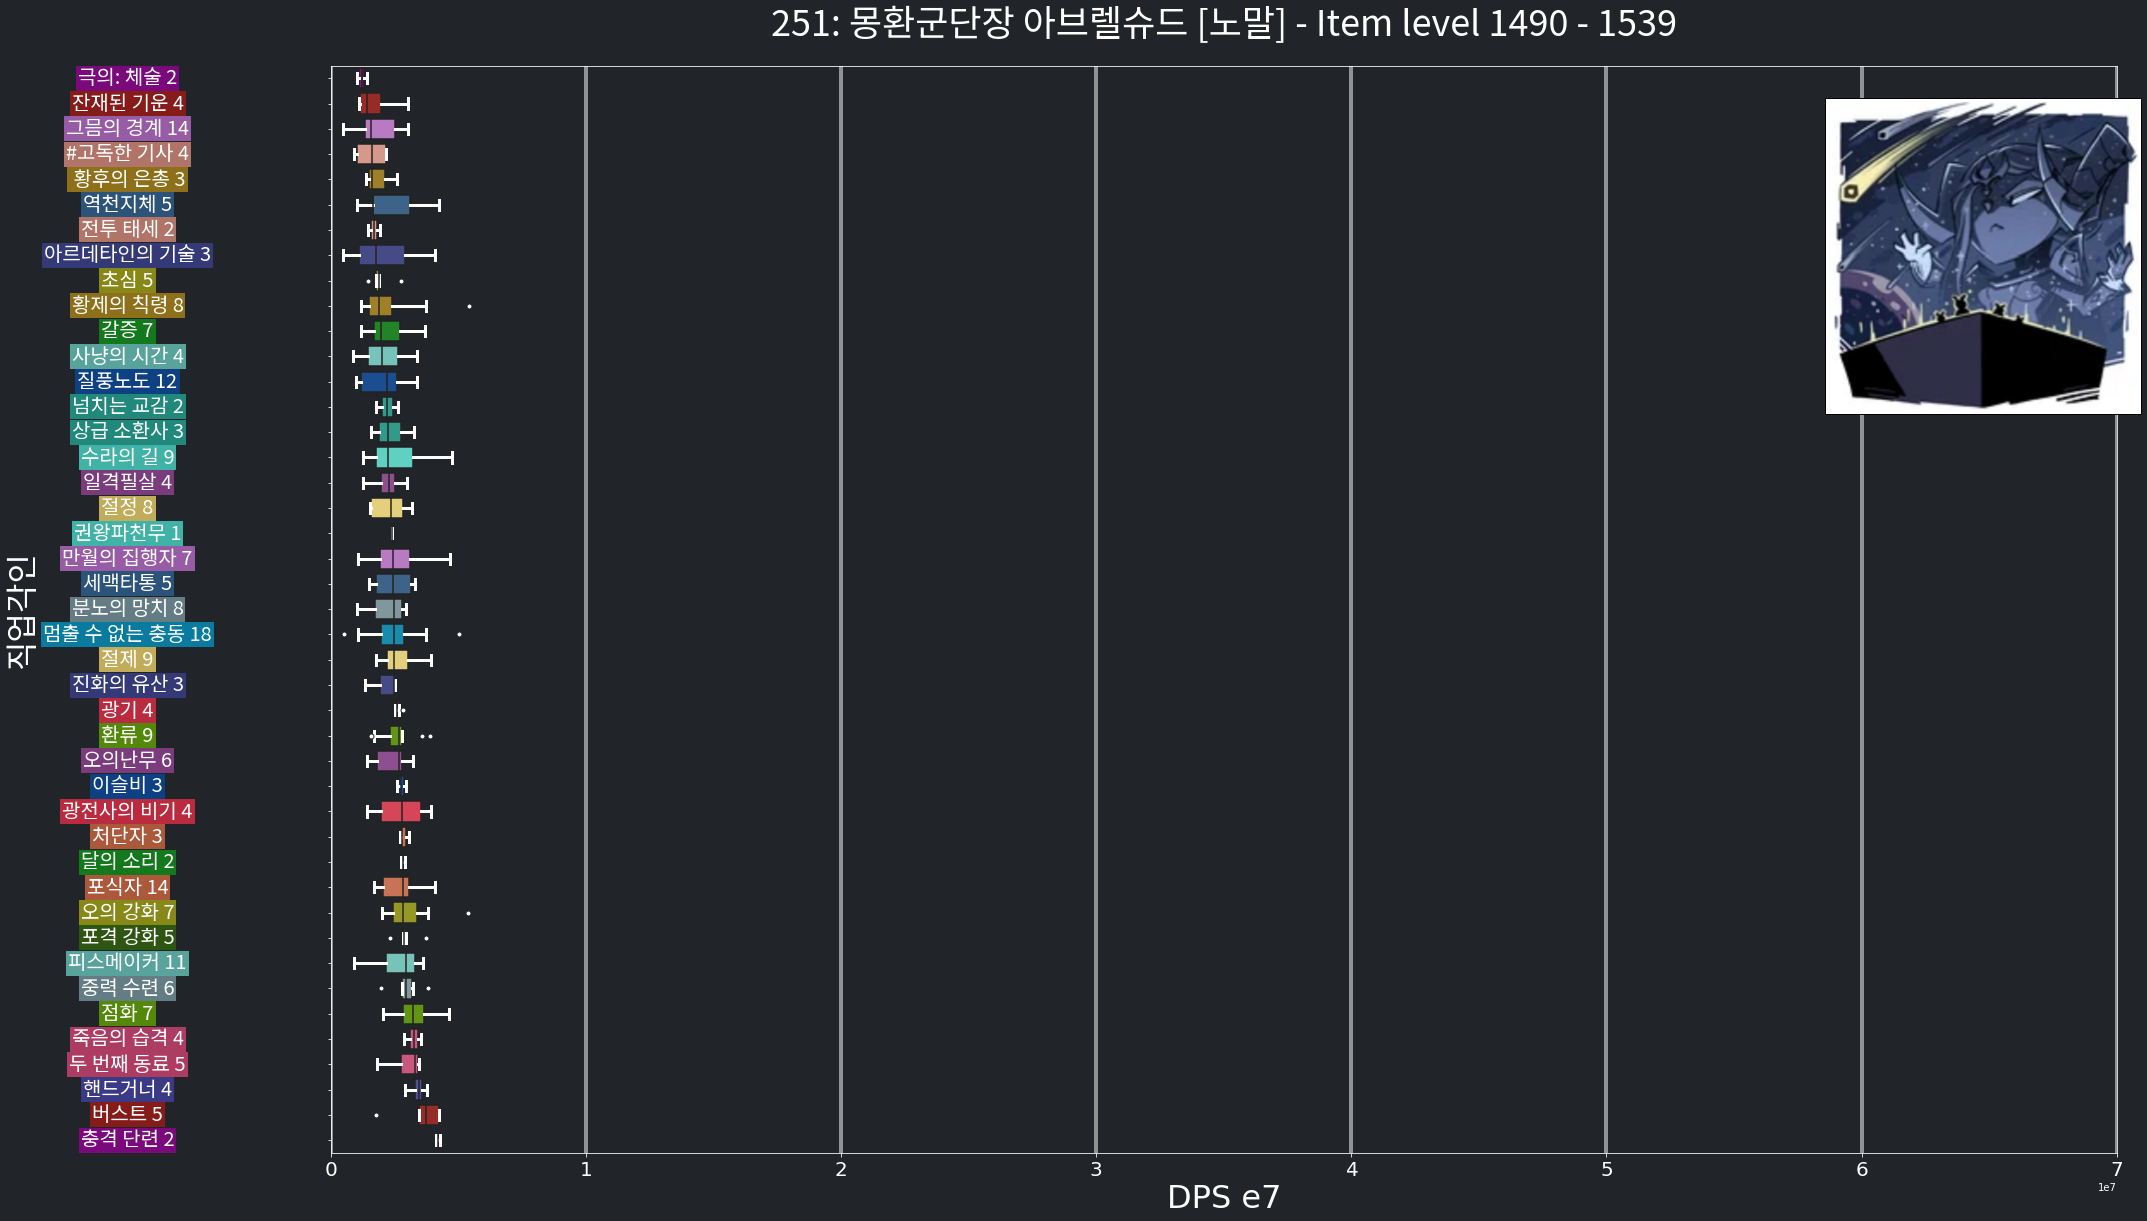 251: 몽환군단장 아브렐슈드 [노말] - Item level 1490 - 1539
극의: 체술 2
잔재된 기운 4
그믐의 경계 14
#고독한 기사 4
황후의 은총 3
역천지체 5
전투 태세 2
아르데타인의 기술 3
초심 5
황제의 칙령 8
갈증 7
사냥의 시간 4
질풍노도 12
넘치는 교감 2
상급 소환사 3
수라의 길 9
일격필살 4
절정 8
권왕파천무 1
만월의 집행자 7
세맥타통 5
분노의 망치 8
멈출 수 없는 충동 18
절제 9
진화의 유산 3
광기 4
환류 9
오의난무 6
이슬비 3
광전사의 비기 4
처단자 3
달의 소리 2
포식자 14
오의 강화 7
포격 강화 5
피스메이커 11
중력 수련 6
점화 7
죽음의 습격 4
두 번째 동료 5
핸드거너 4
버스트 5
충격 단련 2
직업각인
0 1 2 3 4 5 6 7
1e7
DPS e7